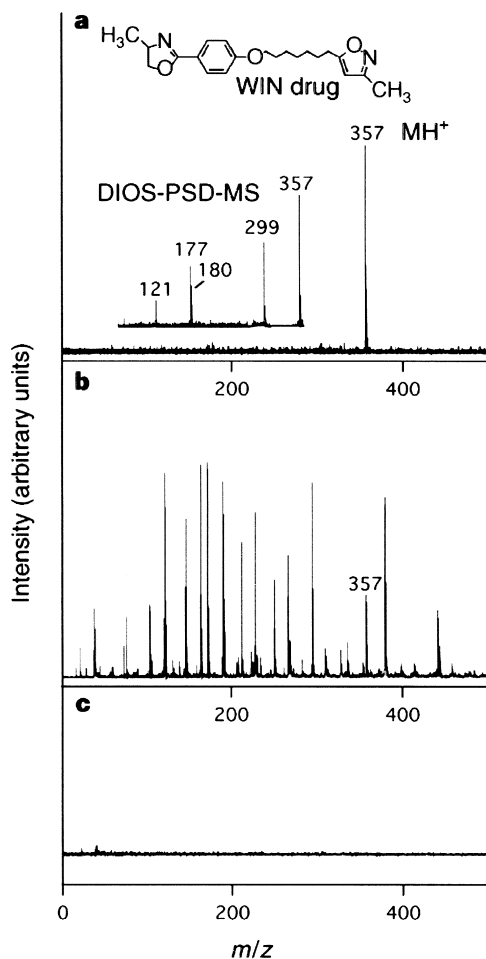 a
H₃C
N
O
O
O
N
CH₃
WIN drug
357 MH⁺
DIOS-PSD-MS
357
299
177
180
121
200 400
b
357
200 400
c
0 200 400
m/z
Intensity (arbitrary units)